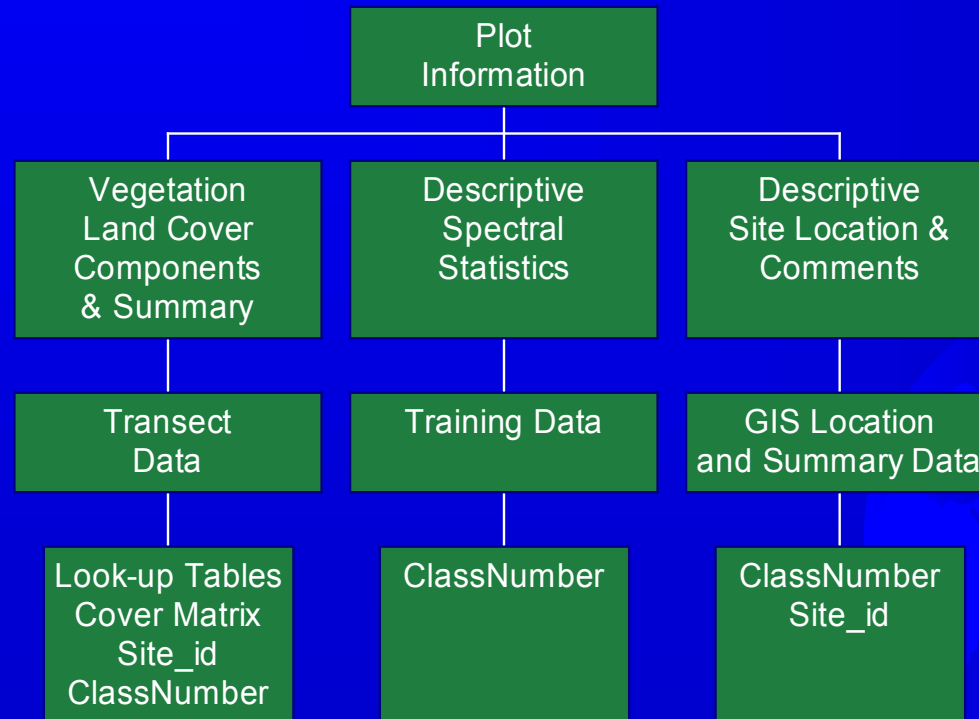 Plot
Information
Vegetation
Land Cover
Components
& Summary
Descriptive
Spectral
Statistics
Descriptive
Site Location &
Comments
Transect
Data
Training Data
GIS Location
and Summary Data
Look-up Tables
Cover Matrix
Site_id
ClassNumber
ClassNumber
ClassNumber
Site_id